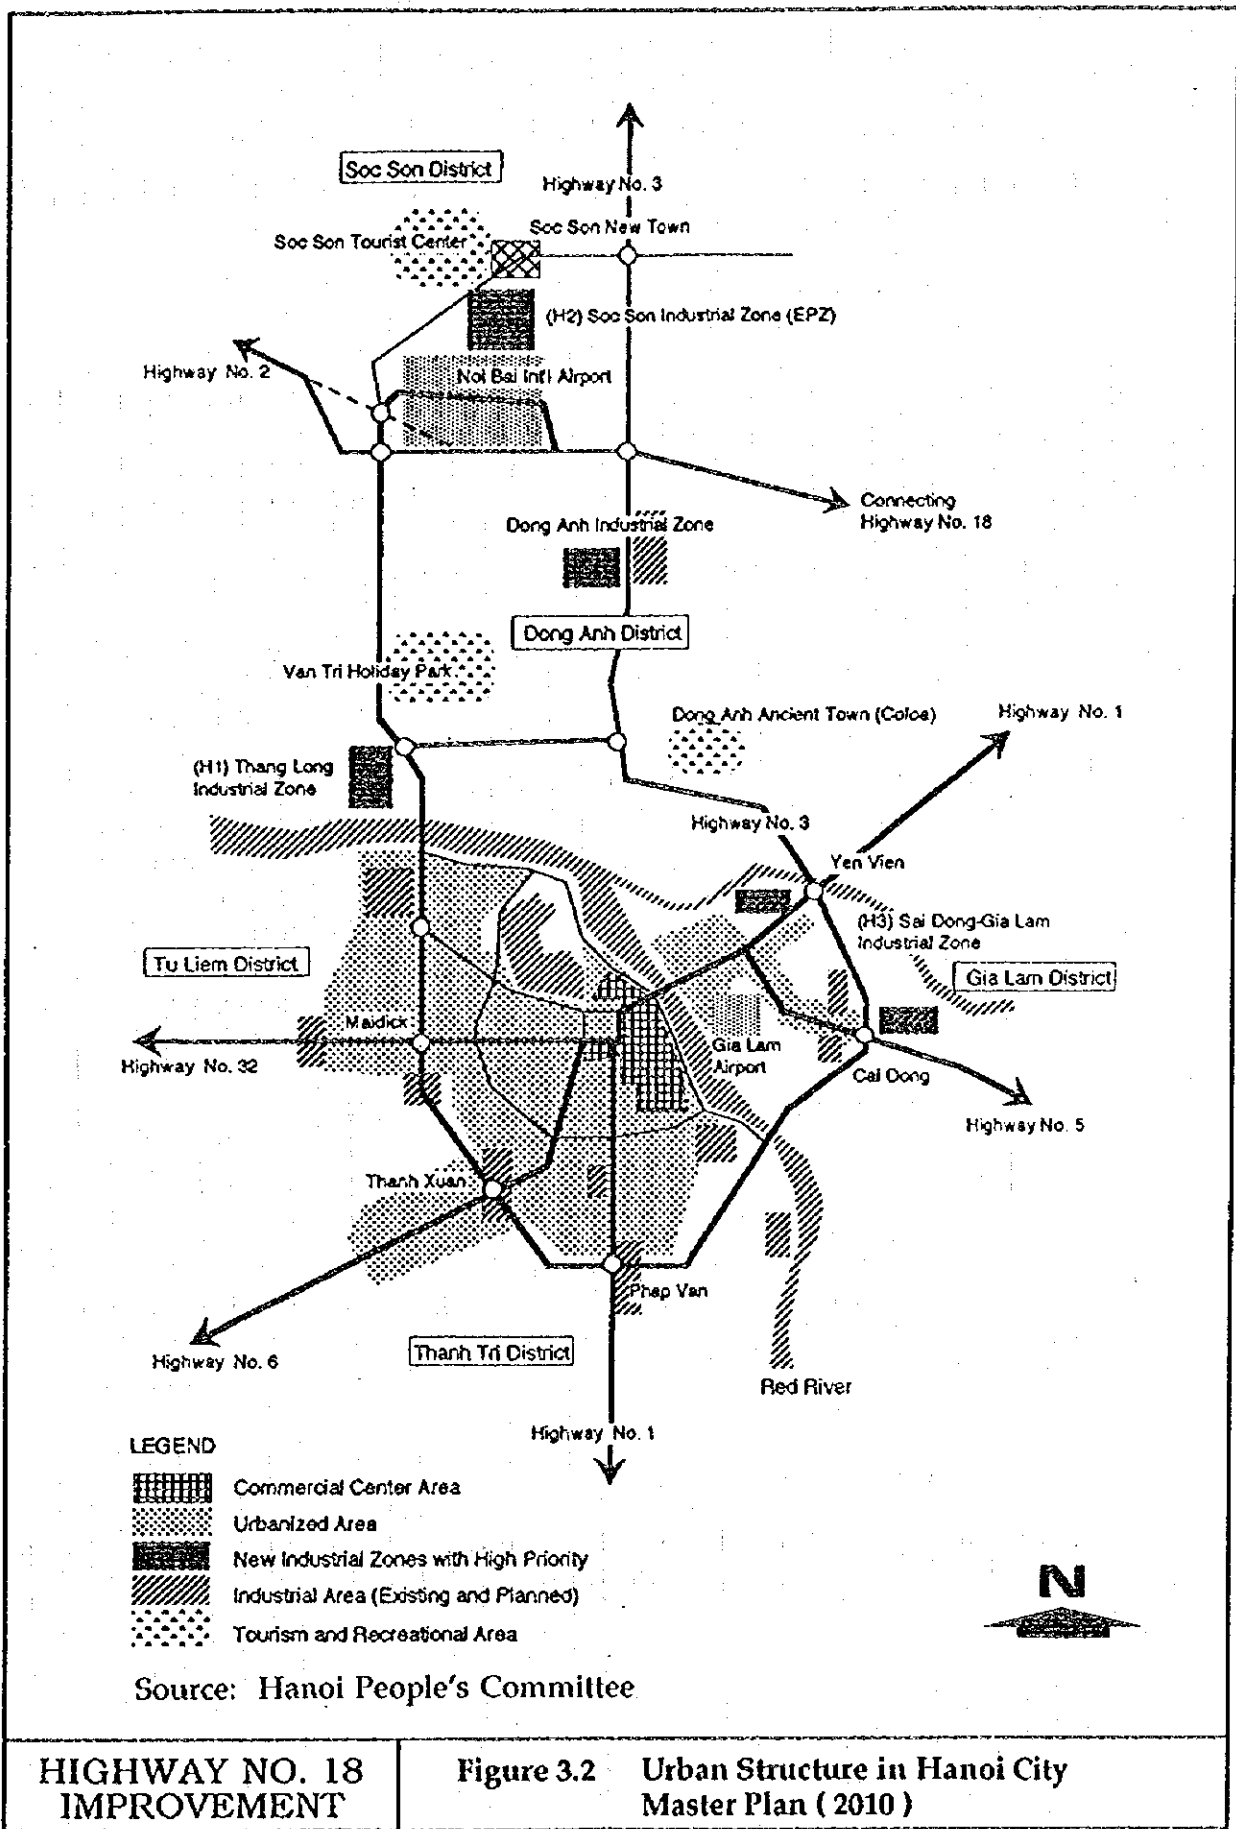 Soc Son District
Highway No. 3
Soc Son New Town
Soc Son Tourist Center
(H2) Soc Son Industrial Zone (EPZ)
Highway No. 2
Noi Bai Int'l Airport
Connecting
Highway No. 18
Dong Anh Industrial Zone
Dong Anh District
Van Tri Holiday Park
Dong Anh Ancient Town (Coloa)
Highway No. 1
(H1) Thang Long
Industrial Zone
Highway No. 3
Yen Vien
(H3) Sai Dong-Gia Lam
Industrial Zone
Tu Liem District
Gia Lam District
Maidick
Highway No. 32
Gia Lam
Airport
Cai Dong
Highway No. 5
Thanh Xuan
Phap Van
Highway No. 6
Thanh Tri District
Red River
Highway No. 1
LEGEND
Commercial Center Area
Urbanized Area
New Industrial Zones with High Priority
Industrial Area (Existing and Planned)
Tourism and Recreational Area
N
Source: Hanoi People's Committee
HIGHWAY NO. 18
IMPROVEMENT
Figure 3.2 Urban Structure in Hanoi City
Master Plan ( 2010 )